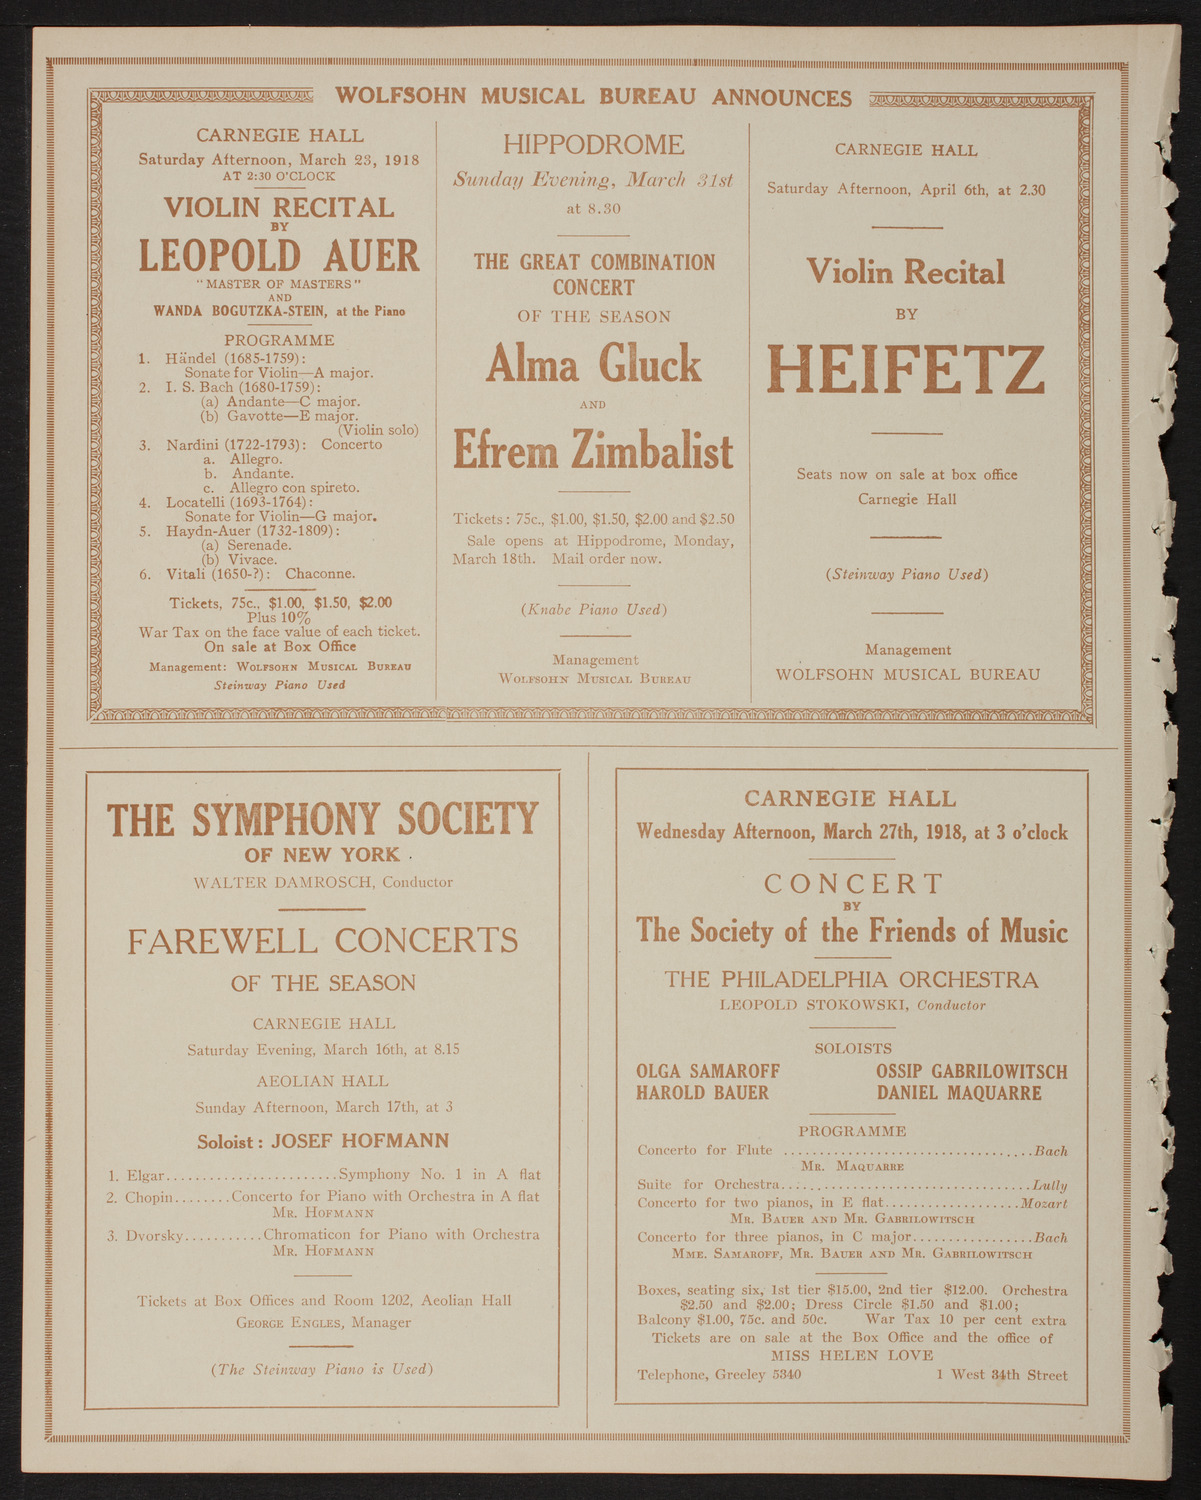 WOLFSOHN MUSICAL BUREAU ANNOUNCES
CARNEGIE HALL
Saturday Afternoon, March 23, 1918
AT 2:30 O'CLOCK
VIOLIN RECITAL
BY
LEOPOLD AUER
"MASTER OF MASTERS"
AND
WANDA BOGUTZKA-STEIN, at the Piano
PROGRAMME
1. Händel (1685-1759):
Sonate for Violin—A major.
2. I. S. Bach (1680-1759):
(a) Andante—C major.
(b) Gavotte—E major.
(Violin solo)
3. Nardini (1722-1793): Concerto
a. Allegro.
b. Andante.
c. Allegro con spireto.
4. Locatelli (1693-1764):
Sonate for Violin—G major.
5. Haydn-Auer (1732-1809):
(a) Serenade.
(b) Vivace.
6. Vitali (1650-?): Chaconne.
Tickets, 75c., $1.00, $1.50, $2.00
Plus 10%
War Tax on the face value of each ticket.
On sale at Box Office
Management: WOLFSOHN MUSICAL BUREAU
Steinway Piano Used
HIPPODROME
Sunday Evening, March 31st
at 8.30
THE GREAT COMBINATION
CONCERT
OF THE SEASON
Alma Gluck
AND
Efrem Zimbalist
Tickets: 75c., $1.00, $1.50, $2.00 and $2.50
Sale opens at Hippodrome, Monday,
March 18th. Mail order now.
(Knabe Piano Used)
Management
WOLFSOHN MUSICAL BUREAU
CARNEGIE HALL
Saturday Afternoon, April 6th, at 2.30
Violin Recital
BY
HEIFETZ
Seats now on sale at box office
Carnegie Hall
(Steinway Piano Used)
Management
WOLFSOHN MUSICAL BUREAU
THE SYMPHONY SOCIETY
OF NEW YORK
WALTER DAMROSCH, Conductor
FAREWELL CONCERTS
OF THE SEASON
CARNEGIE HALL
Saturday Evening, March 16th, at 8.15
AEOLIAN HALL
Sunday Afternoon, March 17th, at 3
Soloist: JOSEF HOFMANN
1. Elgar........................Symphony No. 1 in A flat
2. Chopin........Concerto for Piano with Orchestra in A flat
MR. HOFMANN
3. Dvorsky...........Chromaticon for Piano with Orchestra
MR. HOFMANN
Tickets at Box Offices and Room 1202, Aeolian Hall
GEORGE ENGLES, Manager
(The Steinway Piano is Used)
CARNEGIE HALL
Wednesday Afternoon, March 27th, 1918, at 3 o'clock
CONCERT
BY
The Society of the Friends of Music
THE PHILADELPHIA ORCHESTRA
LEOPOLD STOKOWSKI, Conductor
SOLOISTS
OLGA SAMAROFF OSSIP GABRILOWITSCH
HAROLD BAUER DANIEL MAQUARRE
PROGRAMME
Concerto for Flute ..................................Bach
MR. MAQUARRE
Suite for Orchestra..................................Lully
Concerto for two pianos, in E flat...................Mozart
MR. BAUER AND MR. GABRILOWITSCH
Concerto for three pianos, in C major.................Bach
MME. SAMAROFF, MR. BAUER AND MR. GABRILOWITSCH
Boxes, seating six, 1st tier $15.00, 2nd tier $12.00. Orchestra
$2.50 and $2.00; Dress Circle $1.50 and $1.00;
Balcony $1.00, 75c. and 50c. War Tax 10 per cent extra
Tickets are on sale at the Box Office and the office of
MISS HELEN LOVE
Telephone, Greeley 5340 1 West 34th Street